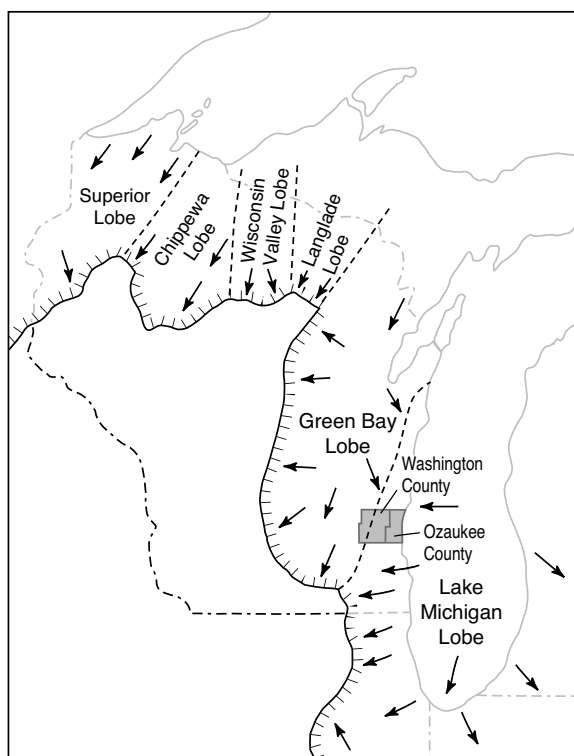 Superior
Lobe
Chippewa
Lobe
Wisconsin
Valley Lobe
Langlade
Lobe
Green Bay
Lobe
Washington
County
Ozaukee
County
Lake
Michigan
Lobe